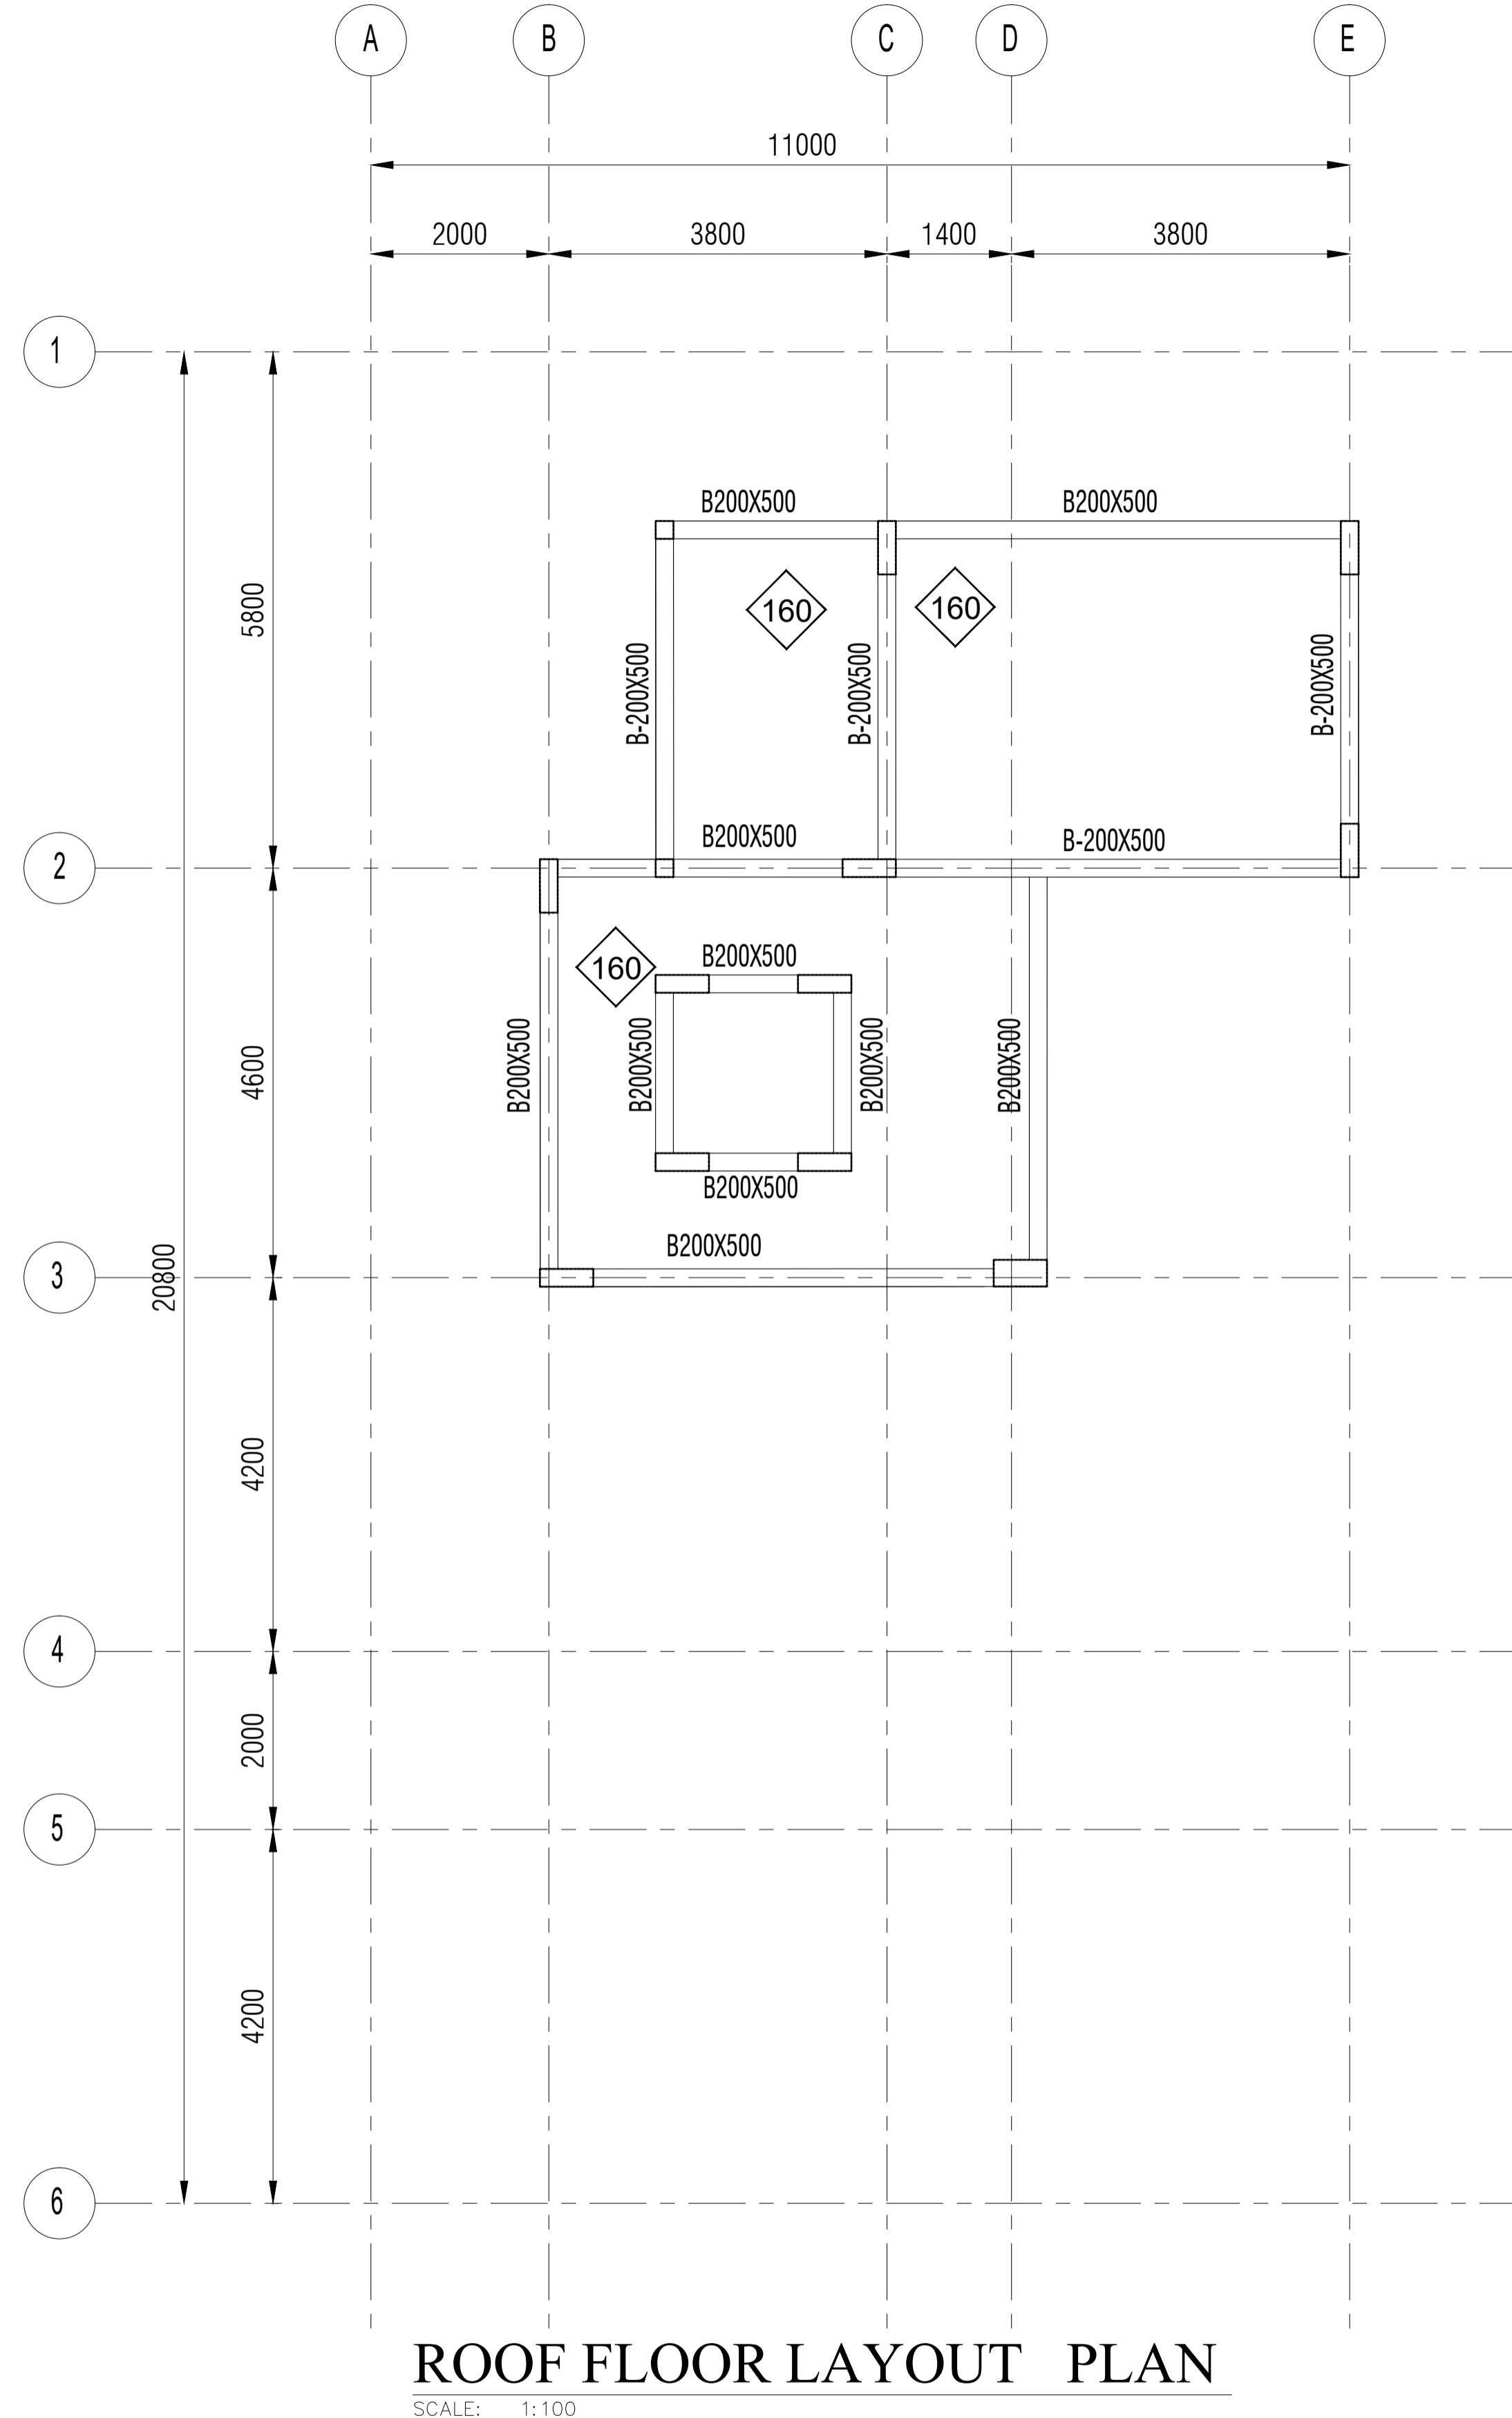 A B C D E
11000
2000 3800 1400 3800
1
B200X500 B200X500
5800
160 160
B-200X500 B-200X500 B-200X500
B200X500 B-200X500
2
B200X500
160
4600
B200X500 B200X500 B200X500 B200X500
B200X500
B200X500
3
20800
4200
4
2000
5
4200
6
ROOF FLOOR LAYOUT PLAN
SCALE: 1:100